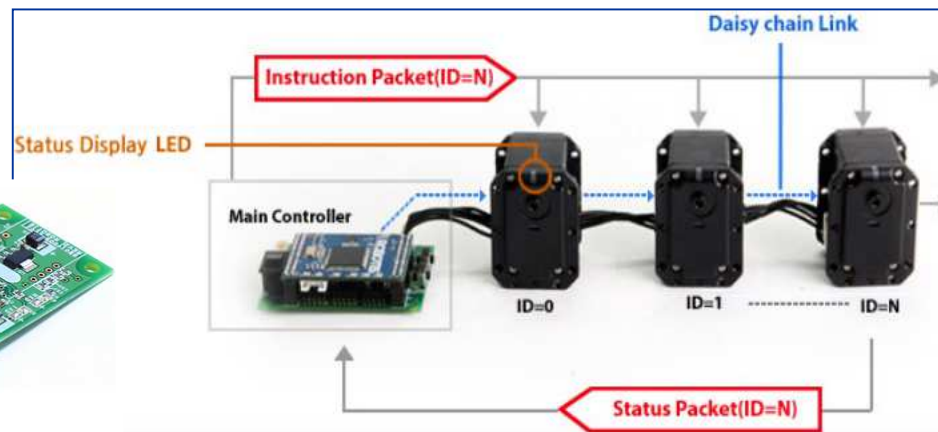 Daisy chain Link
Instruction Packet(ID=N)
Status Display LED
Main Controller
ID=0
ID=1
ID=N
Status Packet(ID=N)